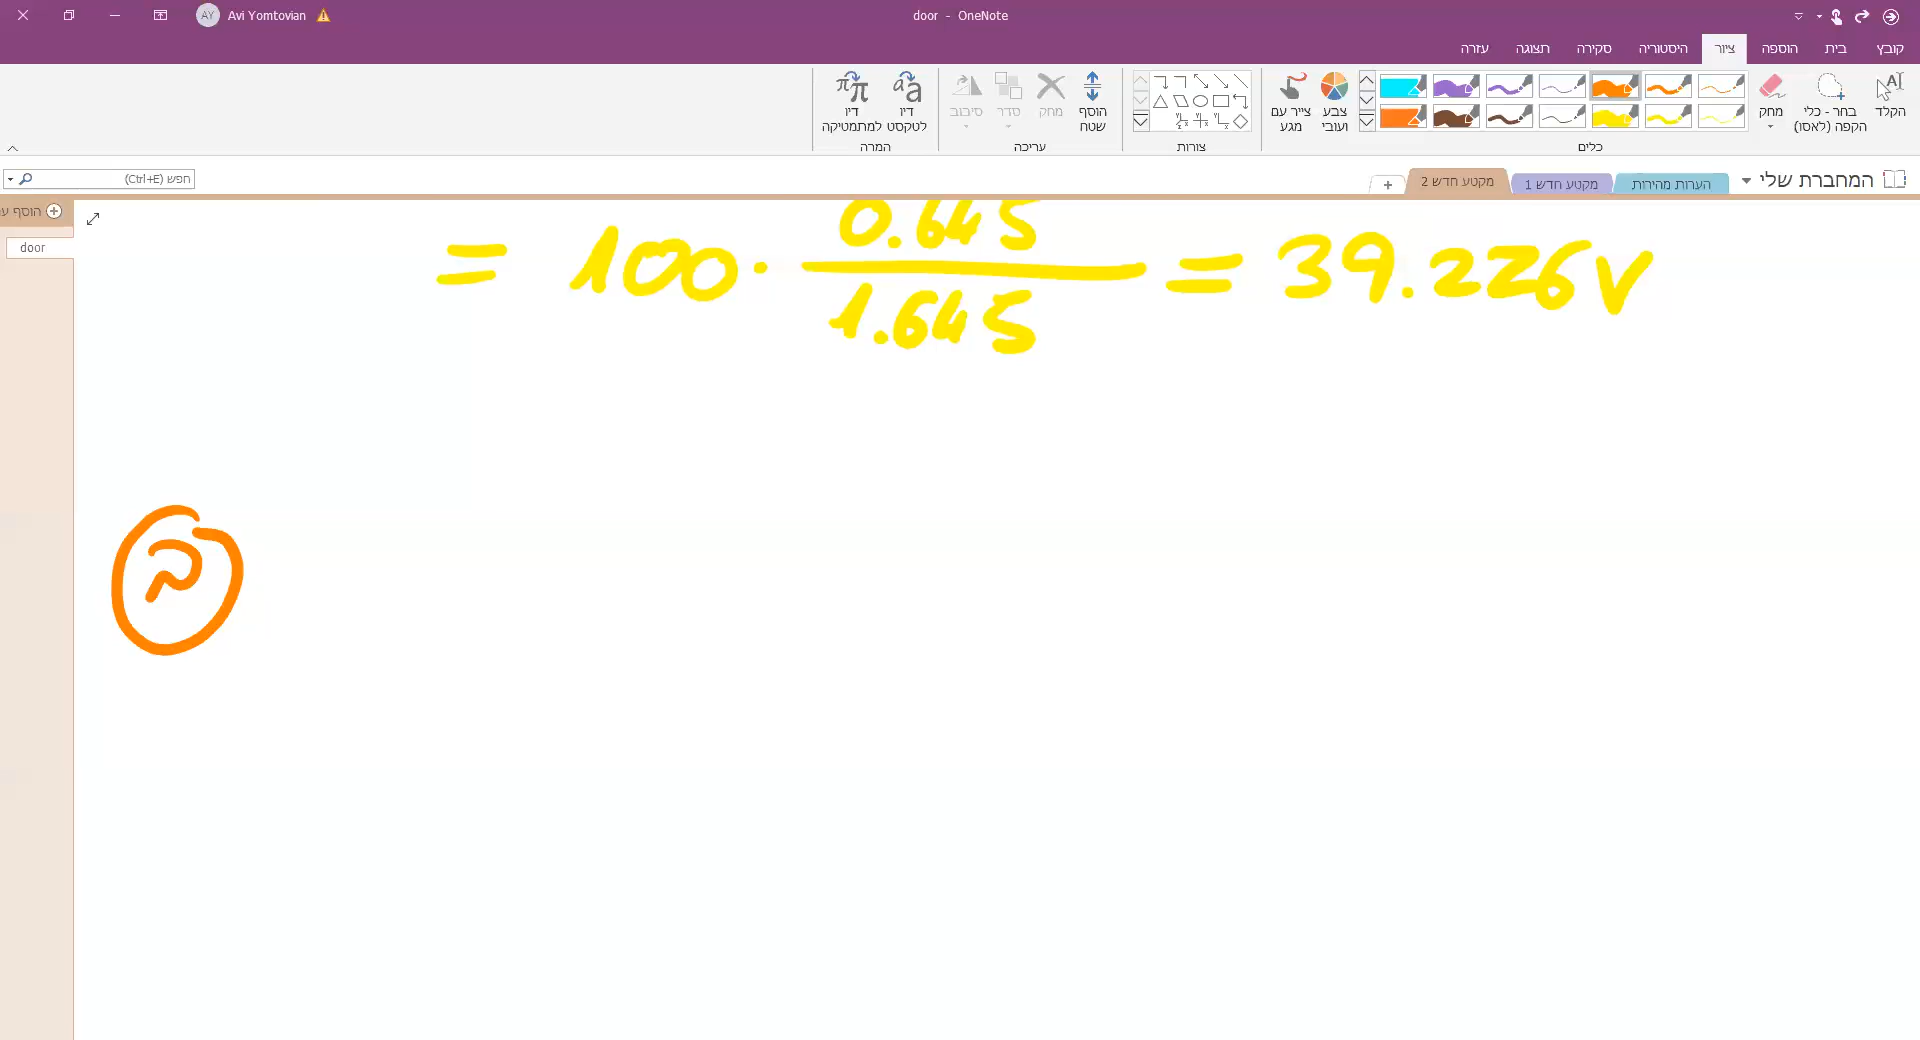 Avi Yomtovian
door - OneNote
קובץ בית הוספה ציור היסטוריה סקירה תצוגה עזרה
הקלד
בחר - כלי הקפה (לאסו)
מחק
כלים
צבע ועובי
צייר עם מגע
צורות
הוסף שטח
מחק
סדר
סיבוב
עריכה
דיו לטקסט
דיו למתמטיקה
המרה
המחברת שלי
הערות מהירות
מקטע חדש 1
מקטע חדש 2
חפש (Ctrl+E)
הוסף
door
= 100 · 0.645 / 1.645 = 39.226V